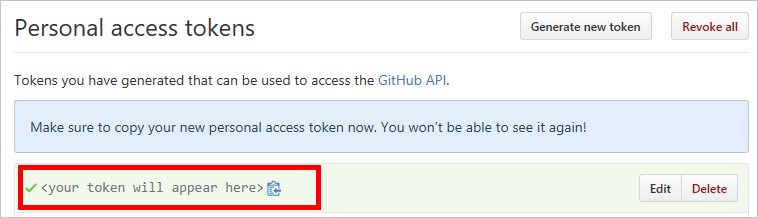 Personal access tokens
Generate new token
Revoke all
Tokens you have generated that can be used to access the GitHub API.
Make sure to copy your new personal access token now. You won't be able to see it again!
<your token will appear here>
Edit
Delete